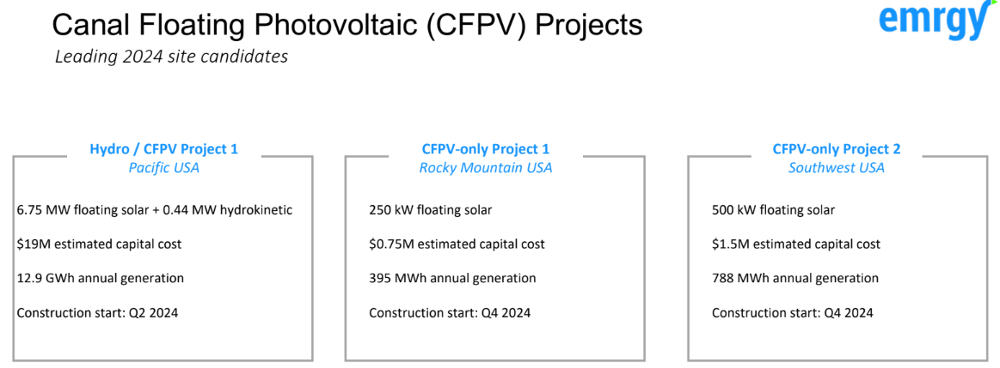 Canal Floating Photovoltaic (CFPV) Projects
emrgy
Leading 2024 site candidates
Hydro / CFPV Project 1
Pacific USA
6.75 MW floating solar + 0.44 MW hydrokinetic
$19M estimated capital cost
12.9 GWh annual generation
Construction start: Q2 2024
CFPV-only Project 1
Rocky Mountain USA
250 kW floating solar
$0.75M estimated capital cost
395 MWh annual generation
Construction start: Q4 2024
CFPV-only Project 2
Southwest USA
500 kW floating solar
$1.5M estimated capital cost
788 MWh annual generation
Construction start: Q4 2024